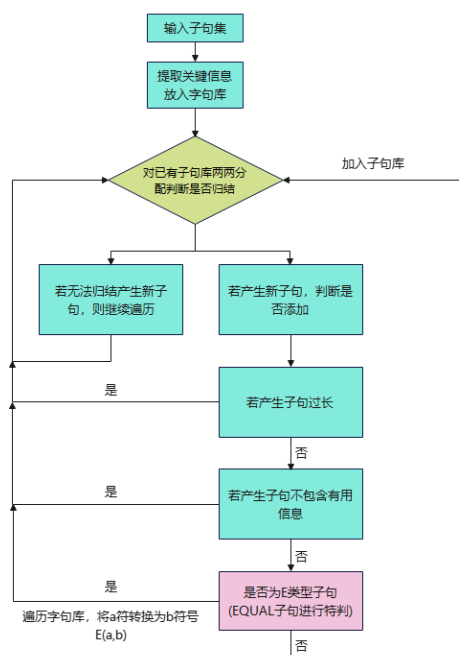 输入子句集
提取关键信息
放入字句库
对已有子句库两两分
配判断是否归结
加入子句库
若无法归结产生新子
句，则继续遍历
若产生新子句，判断是
否添加
是
若产生子句过长
否
是
若产生子句不包含有用
信息
否
是
是否为E类型子句
(EQUAL子句进行特判)
遍历字句库，将a符转换为b符号
E(a,b)
否